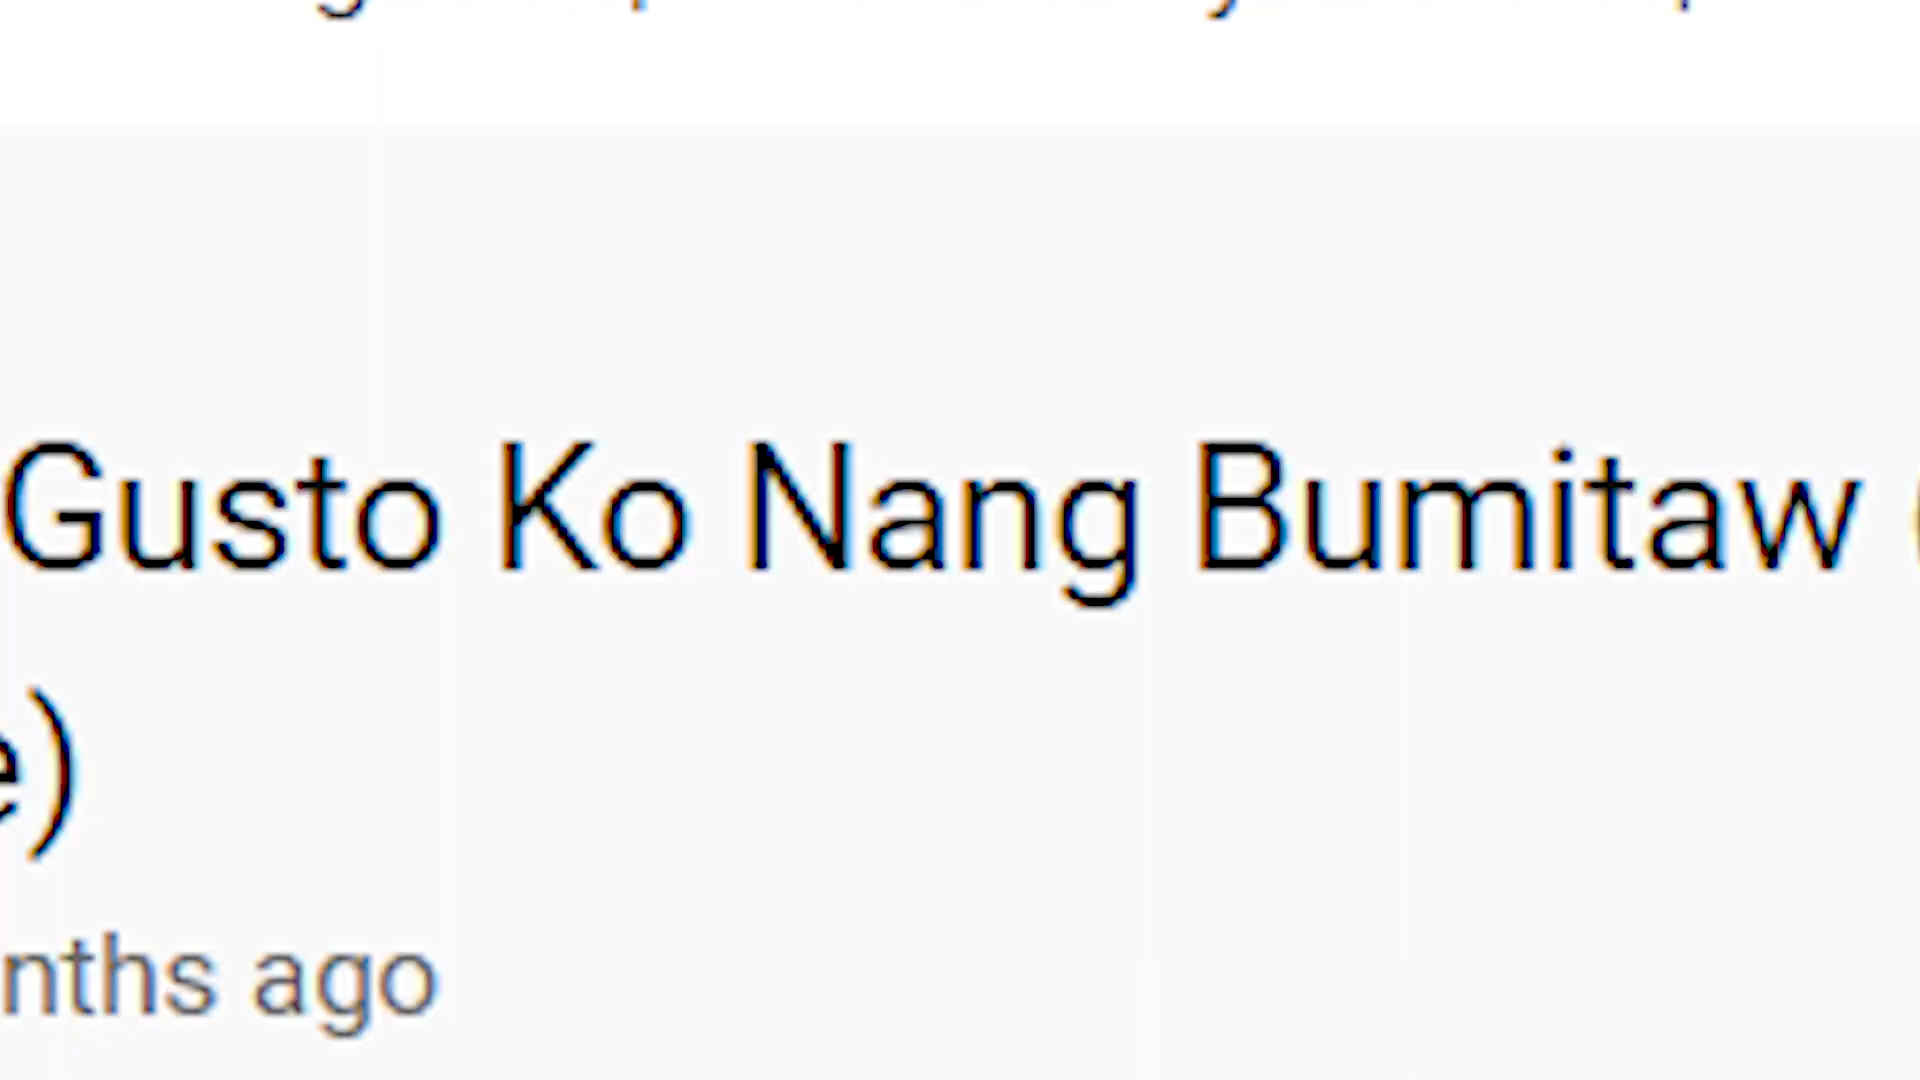 Gusto Ko Nang Bumitaw (
e)
nths ago